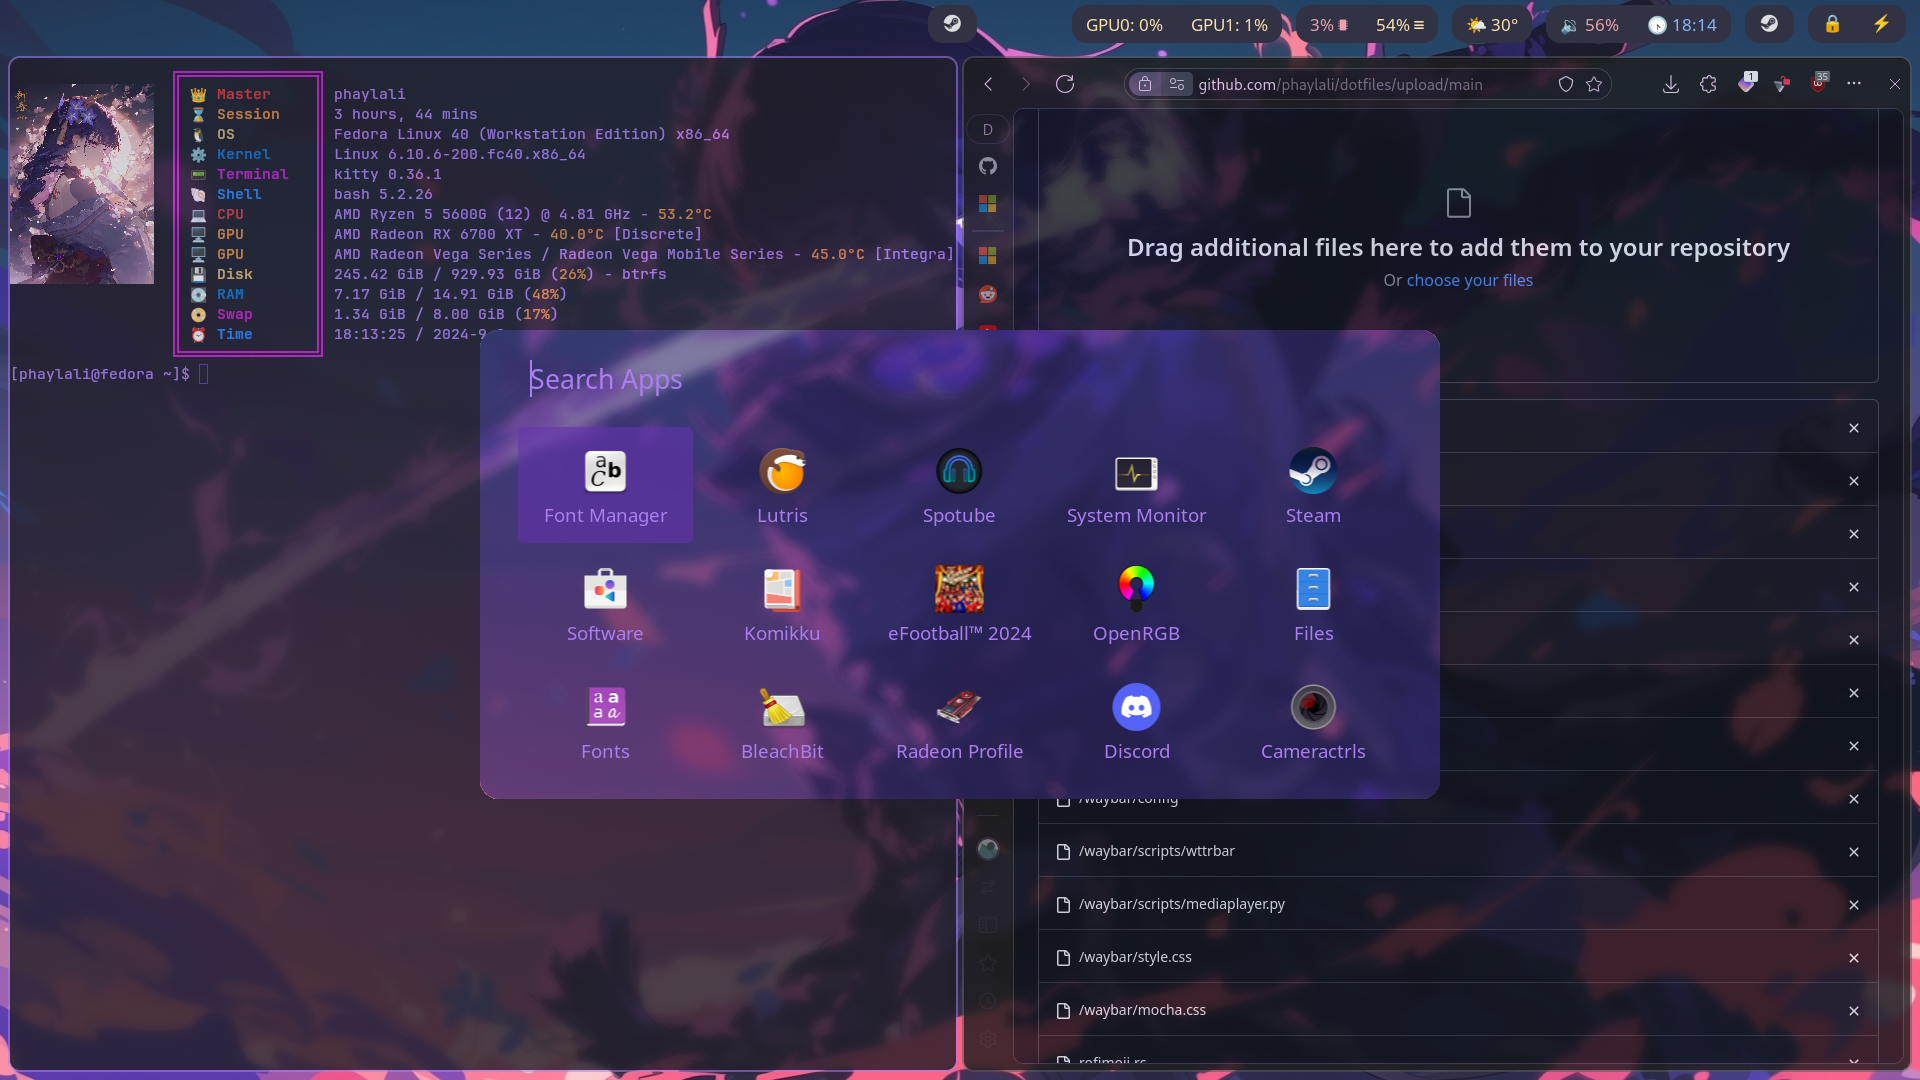 GPU0: 0% GPU1: 1% 3% 54% 30° 56% 18:14
Master phaylali
Session 3 hours, 44 mins
OS Fedora Linux 40 (Workstation Edition) x86_64
Kernel Linux 6.10.6-200.fc40.x86_64
Terminal kitty 0.36.1
Shell bash 5.2.26
CPU AMD Ryzen 5 5600G (12) @ 4.81 GHz - 53.2°C
GPU AMD Radeon RX 6700 XT - 40.0°C [Discrete]
GPU AMD Radeon Vega Series / Radeon Vega Mobile Series - 45.0°C [Integra]
Disk 245.42 GiB / 929.93 GiB (26%) - btrfs
RAM 7.17 GiB / 14.91 GiB (48%)
Swap 1.34 GiB / 8.00 GiB (17%)
Time 18:13:25 / 2024-9
[phaylali@fedora ~]$
github.com/phaylali/dotfiles/upload/main
1
35
D
Drag additional files here to add them to your repository
Or choose your files
Search Apps
Font Manager
Lutris
Spotube
System Monitor
Steam
Software
Komikku
eFootball™ 2024
OpenRGB
Files
Fonts
BleachBit
Radeon Profile
Discord
Cameractrls
/waybar/config
/waybar/scripts/wttrbar
/waybar/scripts/mediaplayer.py
/waybar/style.css
/waybar/mocha.css
rofimoji.rc